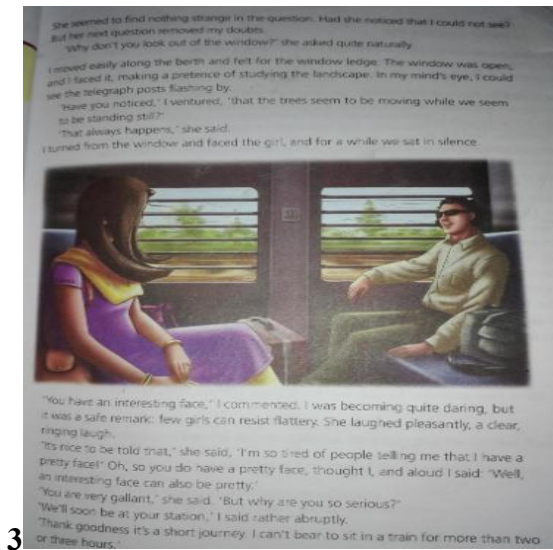 She seemed to find nothing strange in the question. Had she noticed that I could not see?
But her next question removed my doubts.
'Why don't you look out of the window?' she asked quite naturally.
I moved easily along the berth and felt for the window ledge. The window was open,
and I faced it, making a pretence of studying the landscape. In my mind's eye, I could
see the telegraph posts flashing by.
'Have you noticed,' I ventured, 'that the trees seem to be moving while we seem
to be standing still?'
'That always happens,' she said.
I turned from the window and faced the girl, and for a while we sat in silence.
'You have an interesting face,' I commented. I was becoming quite daring, but
it was a safe remark: few girls can resist flattery. She laughed pleasantly, a clear,
ringing laugh.
'It's nice to be told that,' she said, 'I'm so tired of people telling me that I have a
pretty face!' Oh, so you do have a pretty face, thought I, and aloud I said: 'Well,
an interesting face can also be pretty.'
'You are very gallant,' she said. 'But why are you so serious?'
'We'll soon be at your station,' I said rather abruptly.
'Thank goodness it's a short journey. I can't bear to sit in a train for more than two
or three hours.'
3